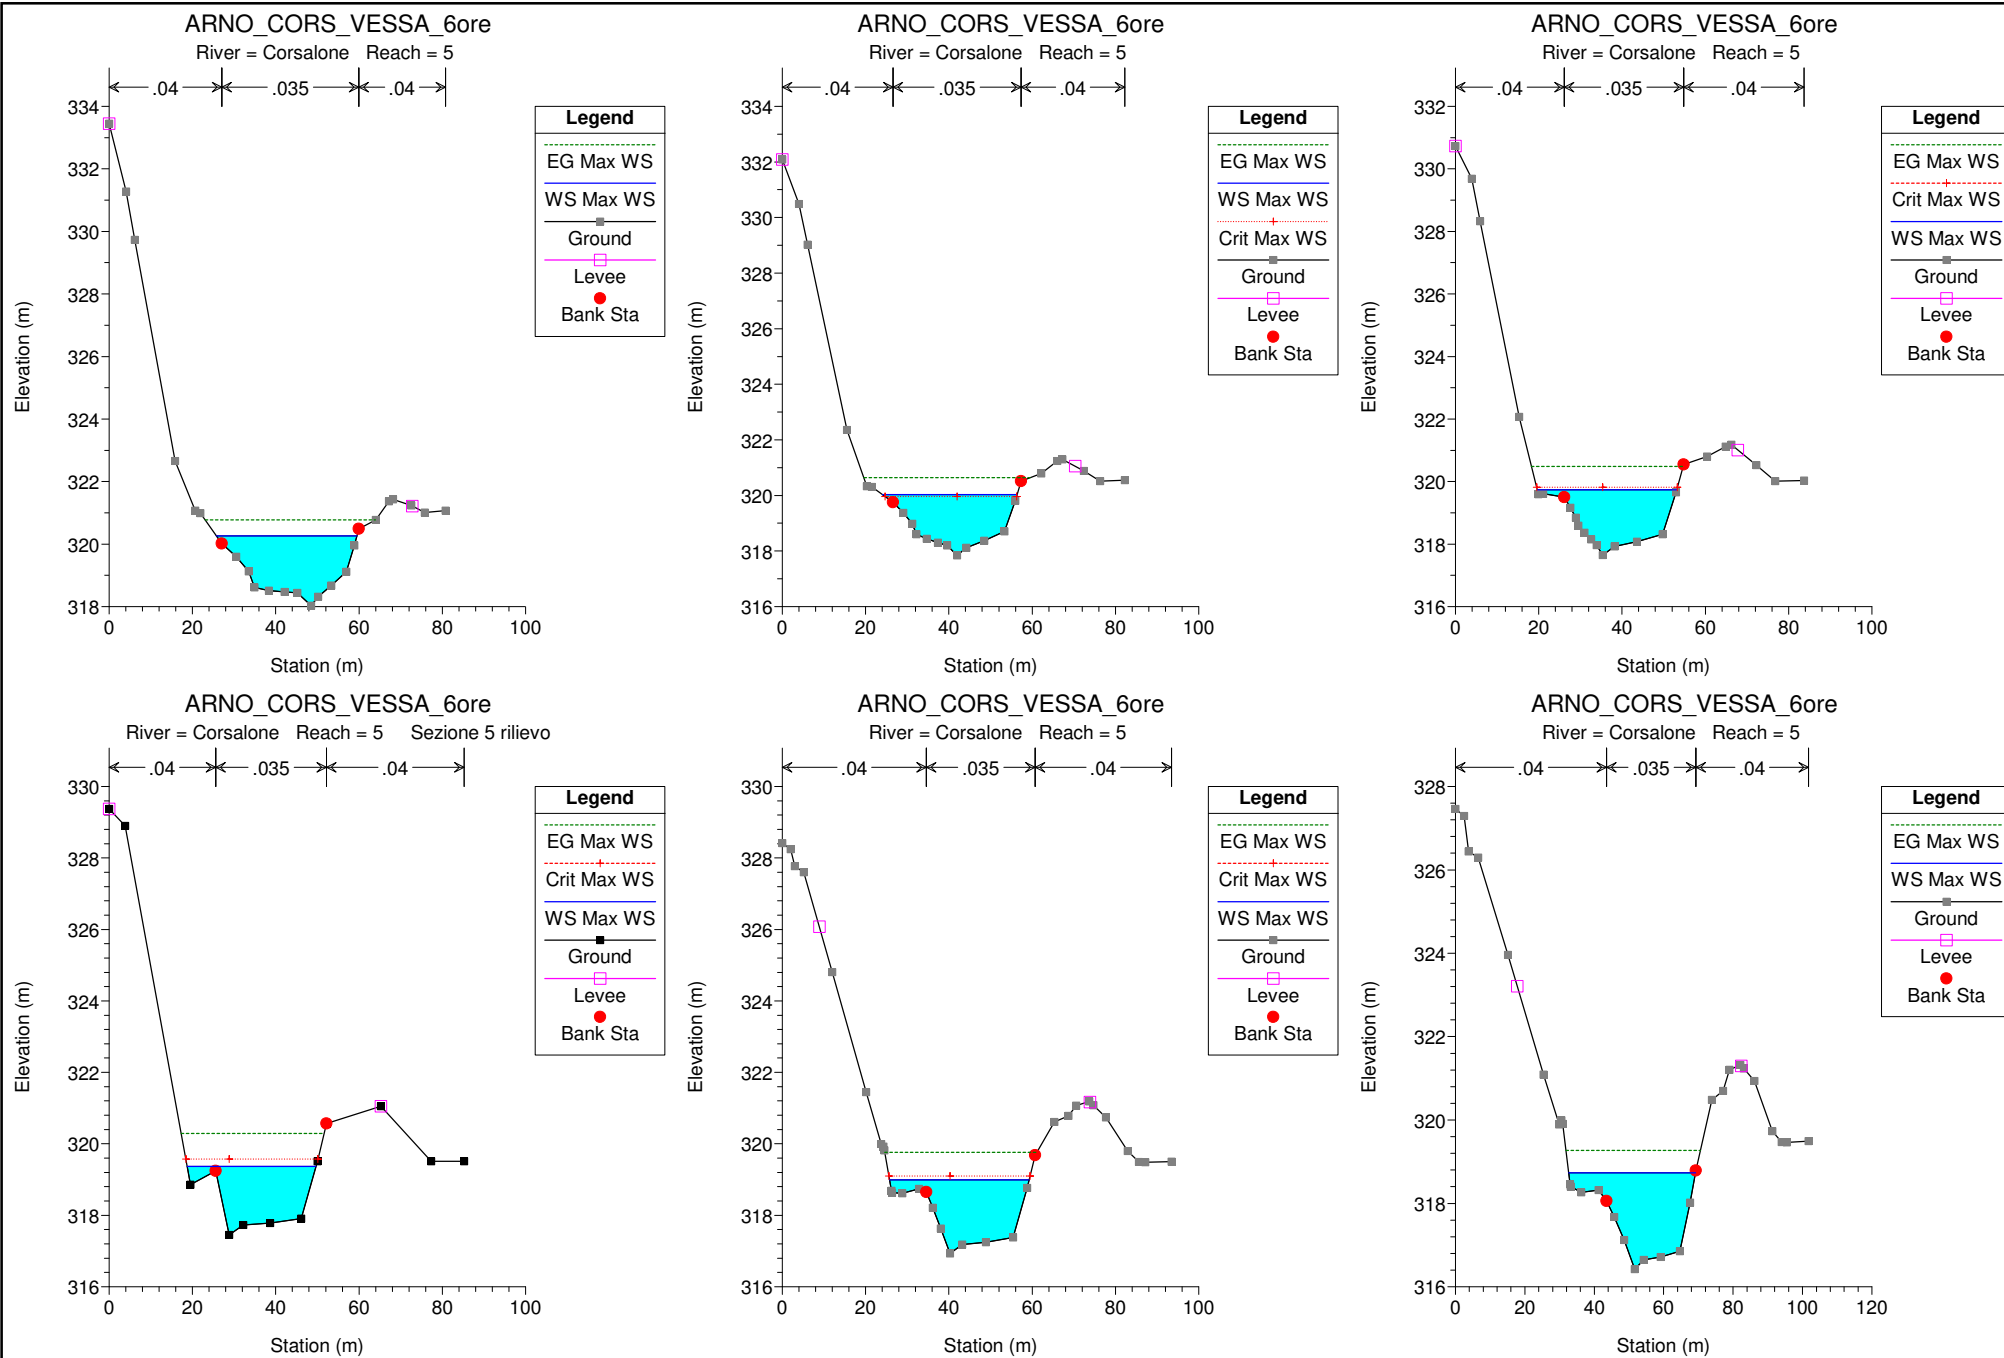 ARNO_CORS_VESSA_6ore
River = Corsalone Reach = 5
.04 .035 .04
334
332
330
328
326
324
322
320
318
0 20 40 60 80 100
Elevation (m)
Station (m)
Legend
EG Max WS
WS Max WS
Ground
Levee
Bank Sta
ARNO_CORS_VESSA_6ore
River = Corsalone Reach = 5
.04 .035 .04
334
332
330
328
326
324
322
320
318
316
0 20 40 60 80 100
Elevation (m)
Station (m)
Legend
EG Max WS
WS Max WS
Crit Max WS
Ground
Levee
Bank Sta
ARNO_CORS_VESSA_6ore
River = Corsalone Reach = 5
.04 .035 .04
332
330
328
326
324
322
320
318
316
0 20 40 60 80 100
Elevation (m)
Station (m)
Legend
EG Max WS
Crit Max WS
WS Max WS
Ground
Levee
Bank Sta
ARNO_CORS_VESSA_6ore
River = Corsalone Reach = 5 Sezione 5 rilievo
.04 .035 .04
330
328
326
324
322
320
318
316
0 20 40 60 80 100
Elevation (m)
Station (m)
Legend
EG Max WS
Crit Max WS
WS Max WS
Ground
Levee
Bank Sta
ARNO_CORS_VESSA_6ore
River = Corsalone Reach = 5
.04 .035 .04
330
328
326
324
322
320
318
316
0 20 40 60 80 100
Elevation (m)
Station (m)
Legend
EG Max WS
Crit Max WS
WS Max WS
Ground
Levee
Bank Sta
ARNO_CORS_VESSA_6ore
River = Corsalone Reach = 5
.04 .035 .04
328
326
324
322
320
318
316
0 20 40 60 80 100 120
Elevation (m)
Station (m)
Legend
EG Max WS
WS Max WS
Ground
Levee
Bank Sta